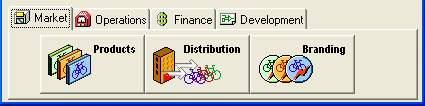 Market Operations Finance Development
Products Distribution Branding